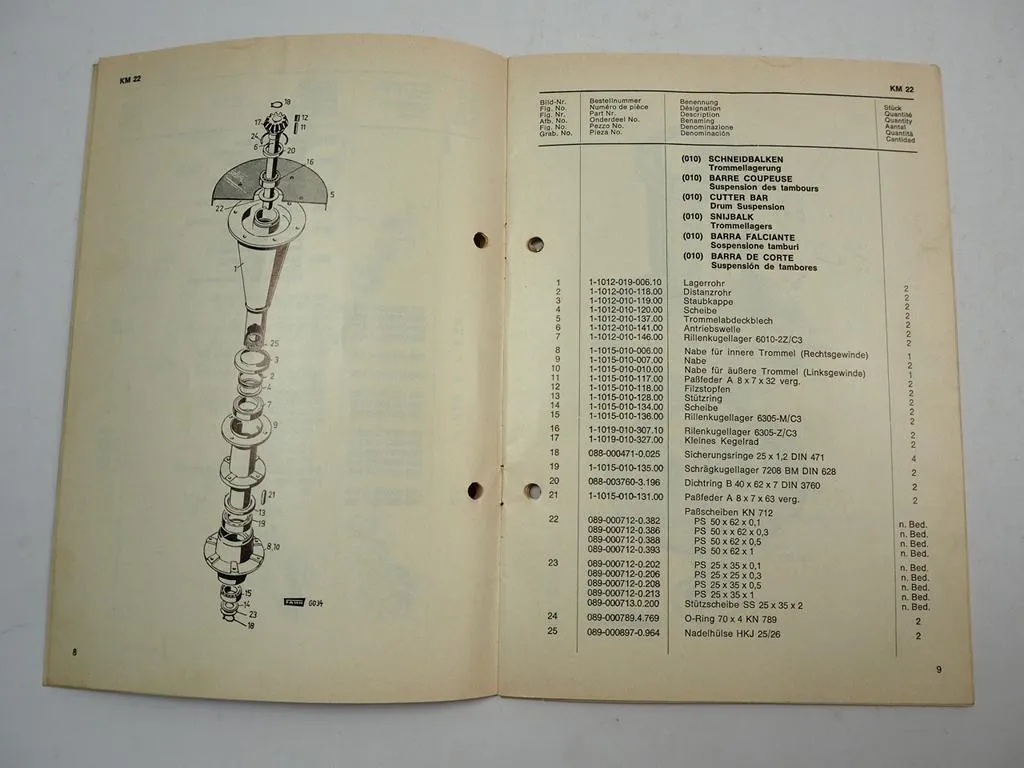 KM 22
18
17
12
11
24
6
20
16
5
22
1
25
3
2
4
7
9
21
13
19
8,10
15
14
23
18
FAHR G034
8
KM 22
Bild-Nr. Bestellnummer Benennung Stück
Fig. No. Numéro de pièce Désignation Quantité
Fig. Nr. Part Nr. Description Quantity
Afb. No. Onderdeel No. Benaming Aantal
Fig. No. Pezzo No. Denominazione Quantità
Grab. No. Pieza No. Denominación Cantidad
(010) SCHNEIDBALKEN
Trommellagerung
(010) BARRE COUPEUSE
Suspension des tambours
(010) CUTTER BAR
Drum Suspension
(010) SNIJBALK
Trommellagers
(010) BARRA FALCIANTE
Sospensione tamburi
(010) BARRA DE CORTE
Suspensión de tambores
1 1-1012-019-006.10 Lagerrohr 2
2 1-1012-010-118.00 Distanzrohr 2
3 1-1012-010-119.00 Staubkappe 2
4 1-1012-010-120.00 Scheibe 2
5 1-1012-010-137.00 Trommelabdeckblech 2
6 1-1012-010-141.00 Antriebswelle 2
7 1-1012-010-146.00 Rillenkugellager 6010-2Z/C3 2
8 1-1015-010-006.00 Nabe für innere Trommel (Rechtsgewinde) 1
9 1-1015-010-007.00 Nabe 2
10 1-1015-010-010.00 Nabe für äußere Trommel (Linksgewinde) 1
11 1-1015-010-117.00 Paßfeder A 8 x 7 x 32 verg. 2
12 1-1015-010-118.00 Filzstopfen 2
13 1-1015-010-128.00 Stützring 2
14 1-1015-010-134.00 Scheibe 2
15 1-1015-010-136.00 Rillenkugellager 6305-M/C3 2
16 1-1019-010-307.10 Rilenkugellager 6305-Z/C3 2
17 1-1019-010-327.00 Kleines Kegelrad 2
18 088-000471-0.025 Sicherungsringe 25 x 1,2 DIN 471 4
19 1-1015-010-135.00 Schrägkugellager 7208 BM DIN 628 2
20 088-003760-3.196 Dichtring B 40 x 62 x 7 DIN 3760 2
21 1-1015-010-131.00 Paßfeder A 8 x 7 x 63 verg. 2
Paßscheiben KN 712
22 089-000712-0.382 PS 50 x 62 x 0,1 n. Bed.
089-000712-0.386 PS 50 x x 62 x 0,3 n. Bed.
089-000712-0.388 PS 50 x 62 x 0,5 n. Bed.
089-000712-0.393 PS 50 x 62 x 1 n. Bed.
23 089-000712-0.202 PS 25 x 35 x 0,1 n. Bed.
089-000712-0.206 PS 25 x 25 x 0,3 n. Bed.
089-000712-0.208 PS 25 x 35 x 0,5 n. Bed.
089-000712-0.213 PS 25 x 35 x 1 n. Bed.
089-000713.0.200 Stützscheibe SS 25 x 35 x 2 n. Bed.
24 089-000789.4.769 O-Ring 70 x 4 KN 789 2
25 089-000897-0.964 Nadelhülse HKJ 25/26 2
9